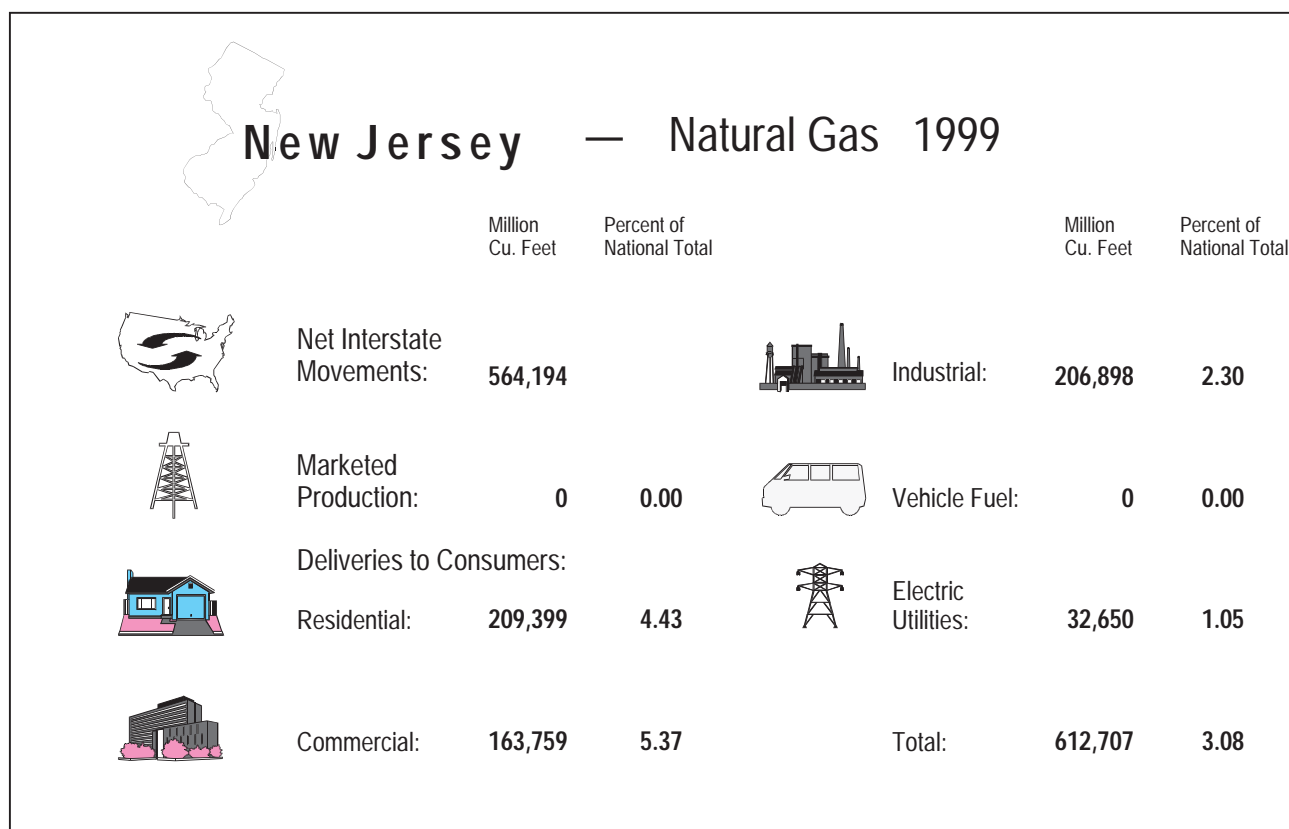 New Jersey — Natural Gas 1999
Million Cu. Feet
Percent of National Total
Million Cu. Feet
Percent of National Total
Net Interstate
Movements: 564,194
Industrial: 206,898 2.30
Marketed
Production: 0 0.00
Vehicle Fuel: 0 0.00
Deliveries to Consumers:
Residential: 209,399 4.43
Electric
Utilities: 32,650 1.05
Commercial: 163,759 5.37
Total: 612,707 3.08